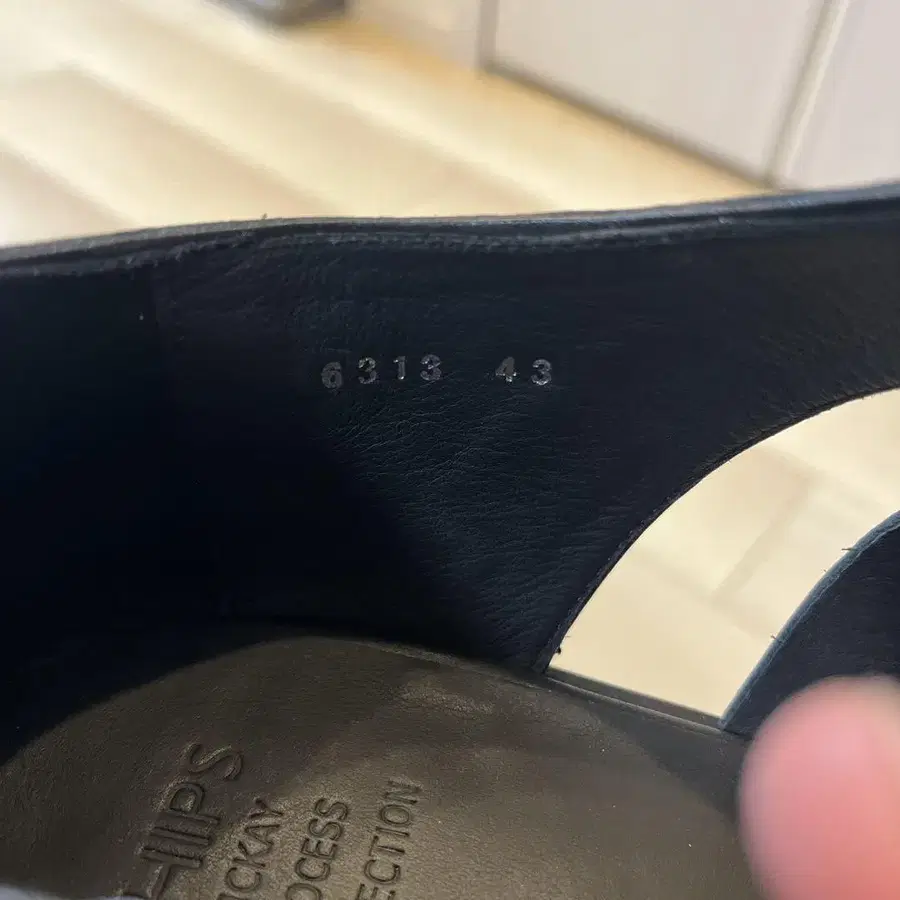 6313 43
HIPS
CKAY
OCESS
ECTION